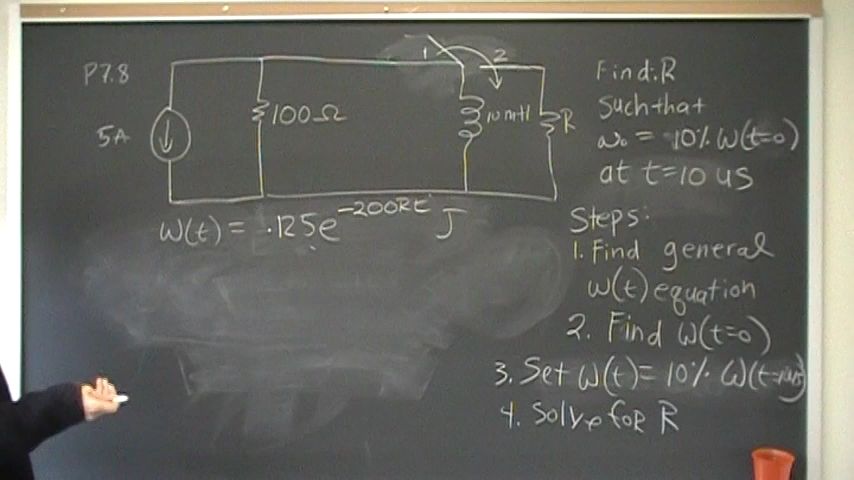 P7.8
5A
100Ω
1
2
10 mH
R
W(t) = .125e^-200Rt J
Find: R
Such that
W₀ = 10% W(t=0)
at t=10 us
Steps:
1. Find general
W(t) equation
2. Find W(t=0)
3. Set W(t) = 10% W(
4. Solve for R